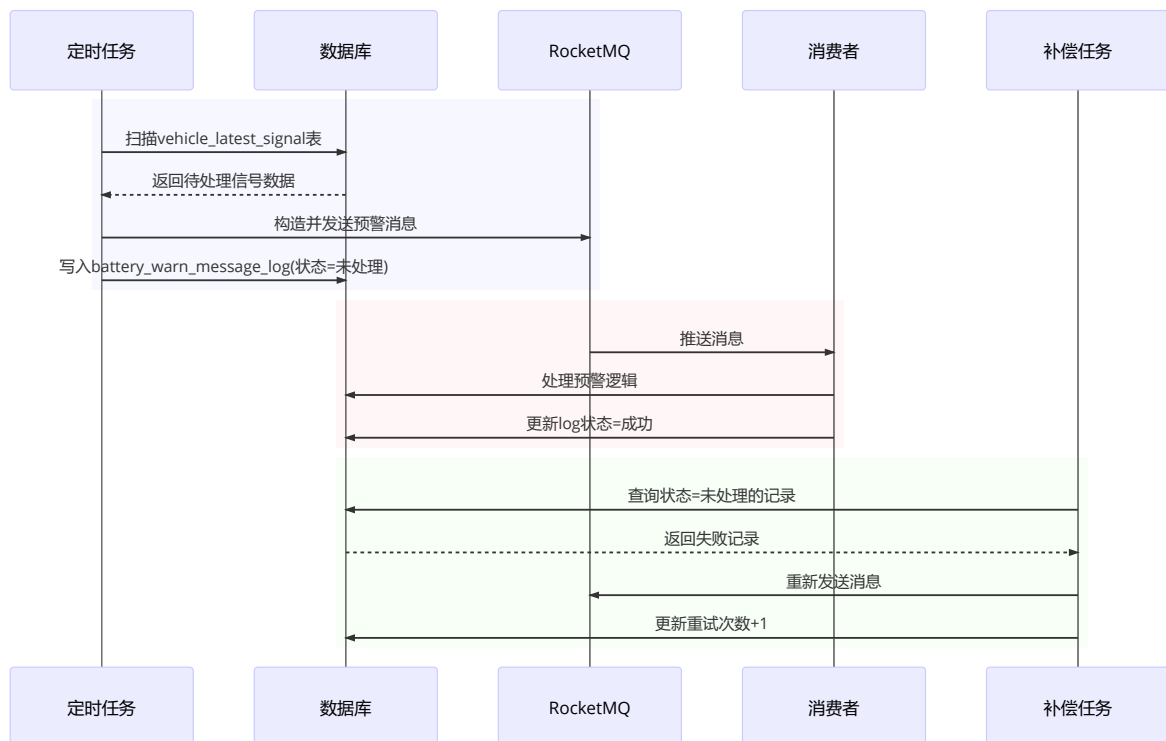 定时任务
数据库
RocketMQ
消费者
补偿任务
扫描vehicle_latest_signal表
返回待处理信号数据
构造并发送预警消息
写入battery_warn_message_log(状态=未处理)
推送消息
处理预警逻辑
更新log状态=成功
查询状态=未处理的记录
返回失败记录
重新发送消息
更新重试次数+1
定时任务
数据库
RocketMQ
消费者
补偿任务